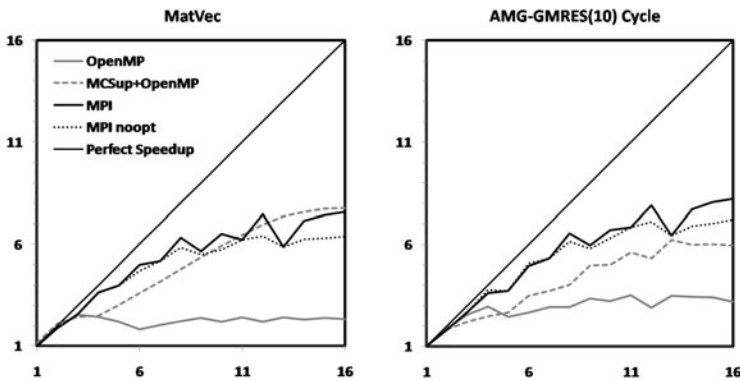 MatVec
16
OpenMP
MCSup+OpenMP
MPI
MPI noopt
Perfect Speedup
11
6
1
1 6 11 16
AMG-GMRES(10) Cycle
16
11
6
1
1 6 11 16